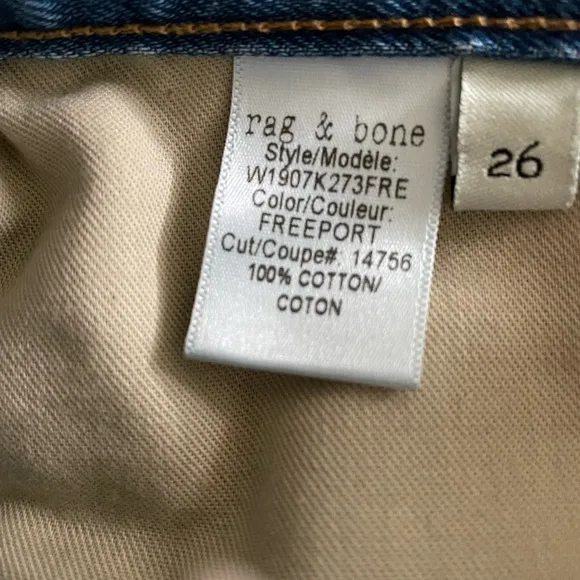 rag & bone
Style/Modèle:
W1907K273FRE
Color/Couleur:
FREEPORT
Cut/Coupe#: 14756
100% COTTON/
COTON
26